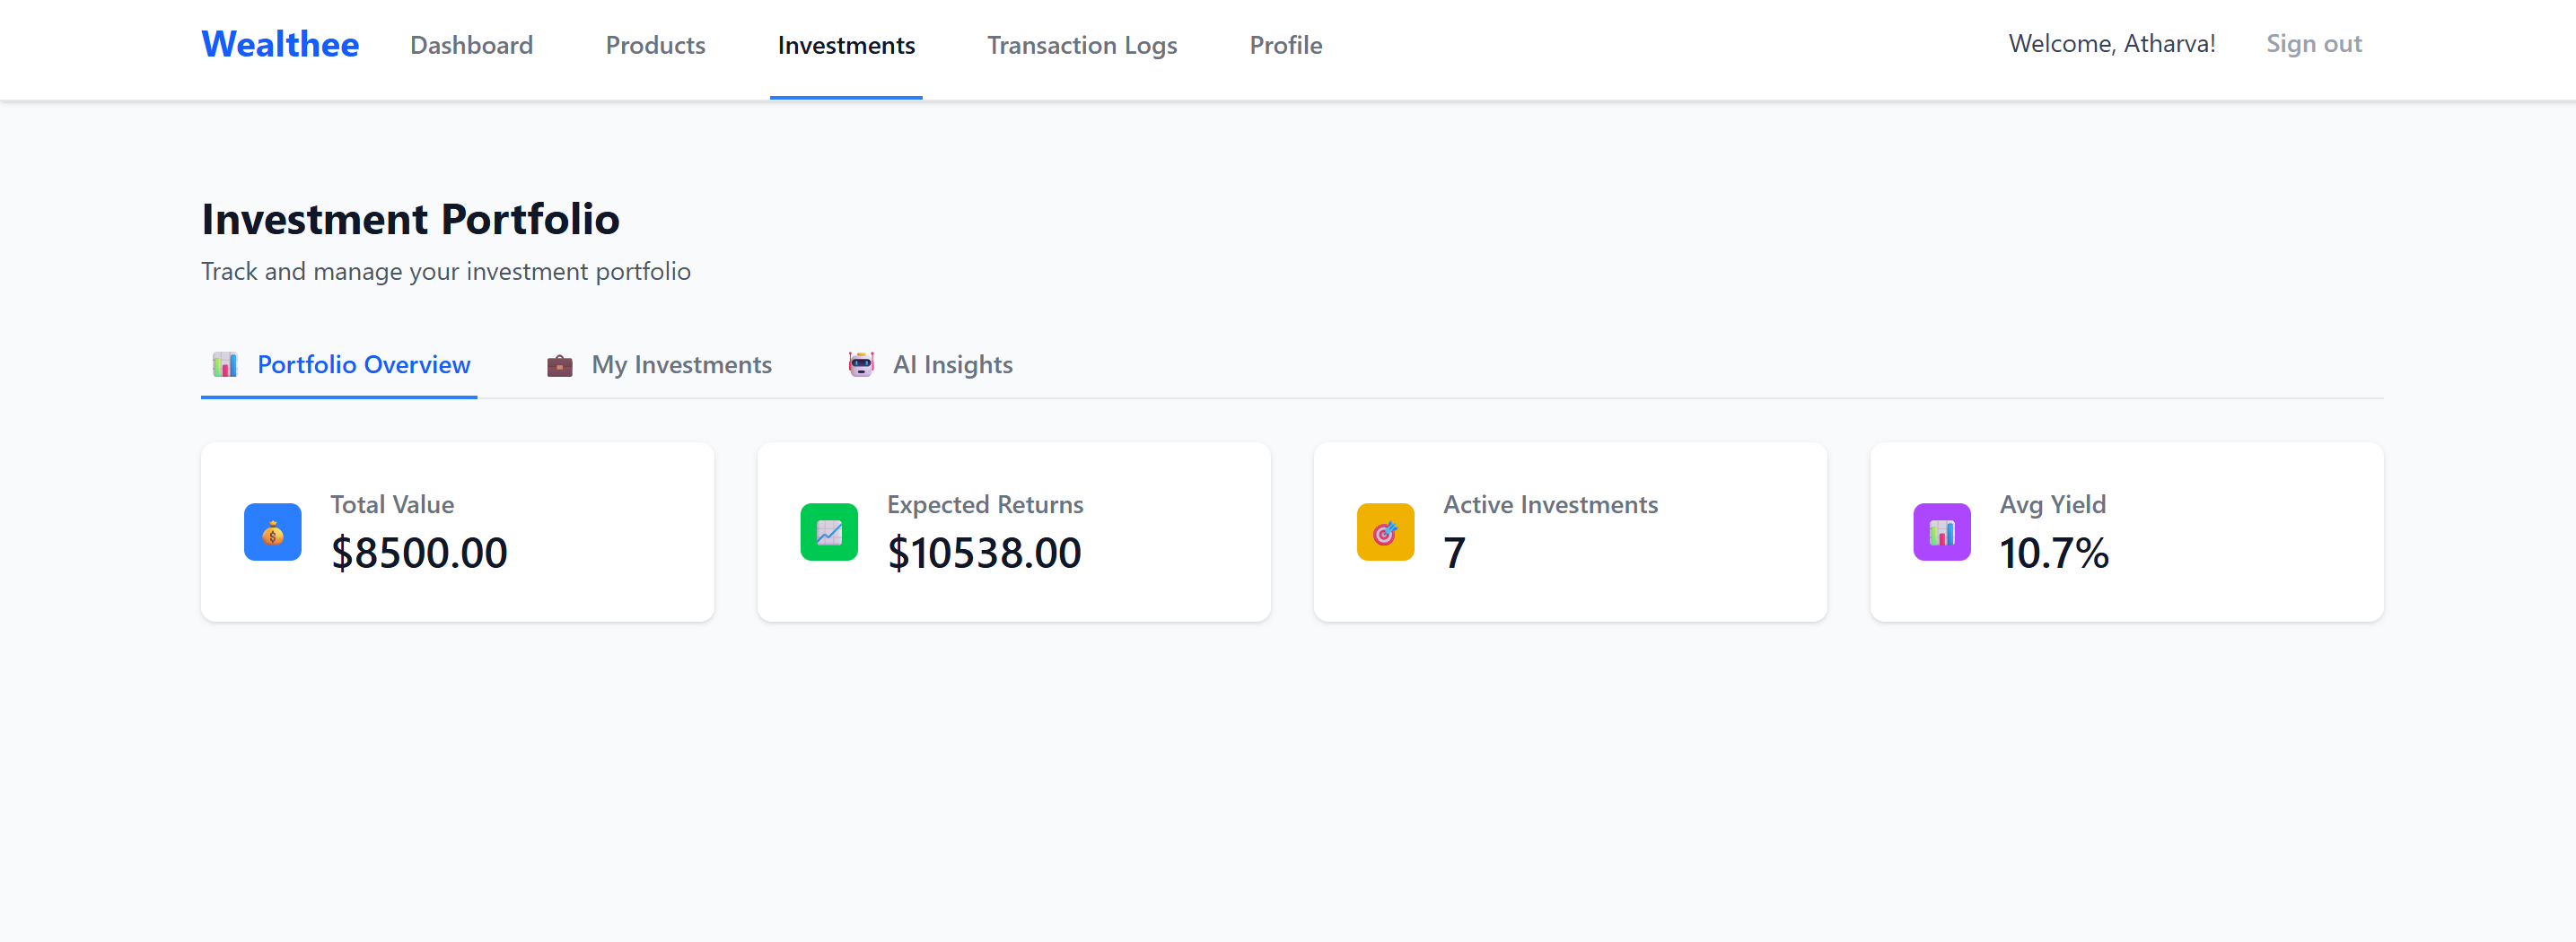 Wealthee Dashboard Products Investments Transaction Logs Profile Welcome, Atharva! Sign out
Investment Portfolio
Track and manage your investment portfolio
Portfolio Overview My Investments AI Insights
Total Value
$8500.00
Expected Returns
$10538.00
Active Investments
7
Avg Yield
10.7%